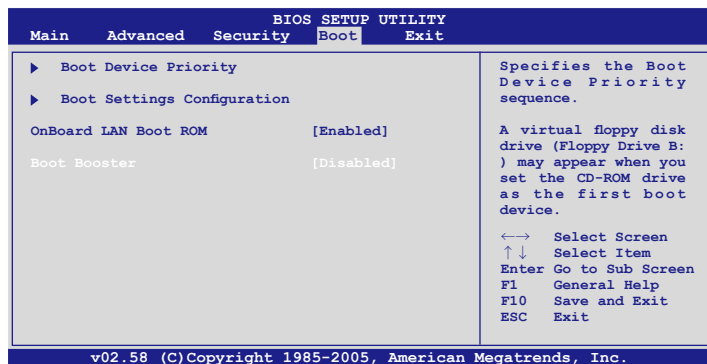 BIOS SETUP UTILITY
Main Advanced Security Boot Exit
Boot Device Priority
Boot Settings Configuration
OnBoard LAN Boot ROM [Enabled]
Boot Booster [Disabled]
Specifies the Boot
Device Priority
sequence.
A virtual floppy disk
drive (Floppy Drive B:
) may appear when you
set the CD-ROM drive
as the first boot
device.
←→ Select Screen
↑↓ Select Item
Enter Go to Sub Screen
F1 General Help
F10 Save and Exit
ESC Exit
v02.58 (C)Copyright 1985-2005, American Megatrends, Inc.